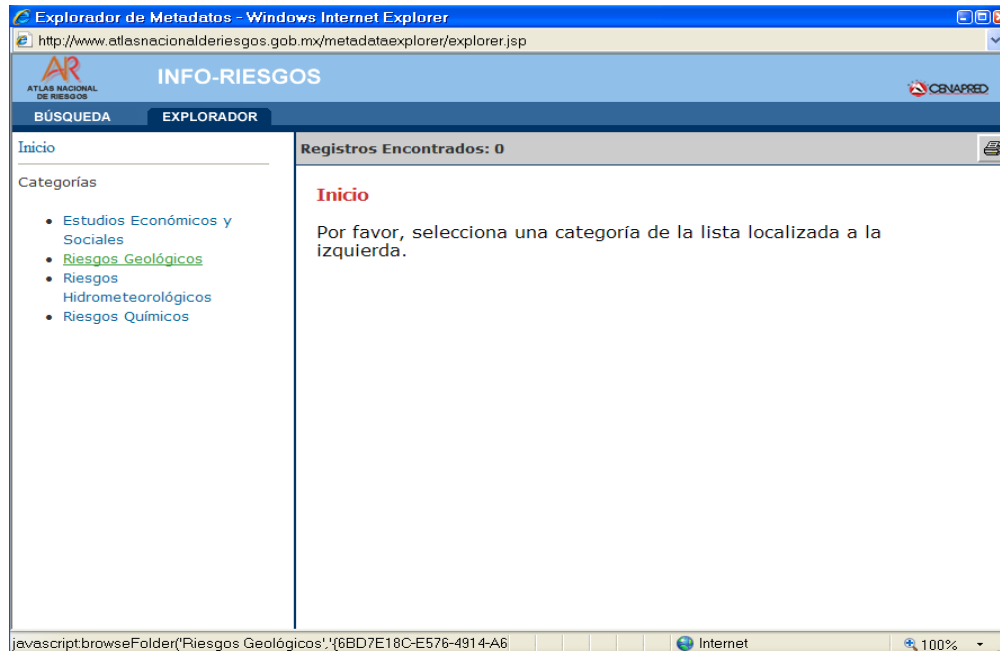 Explorador de Metadatos - Windows Internet Explorer
http://www.atlasnacionalderiesgos.gob.mx/metadataexplorer/explorer.jsp
AR
ATLAS NACIONAL
DE RIESGOS
INFO-RIESGOS
CENAPRED
BÚSQUEDA
EXPLORADOR
Inicio
Registros Encontrados: 0
Categorías
Estudios Económicos y
Sociales
Riesgos Geológicos
Riesgos
Hidrometeorológicos
Riesgos Químicos
Inicio
Por favor, selecciona una categoría de la lista localizada a la
izquierda.
javascript:browseFolder('Riesgos Geológicos','{6BD7E18C-E576-4914-A6
Internet
100%